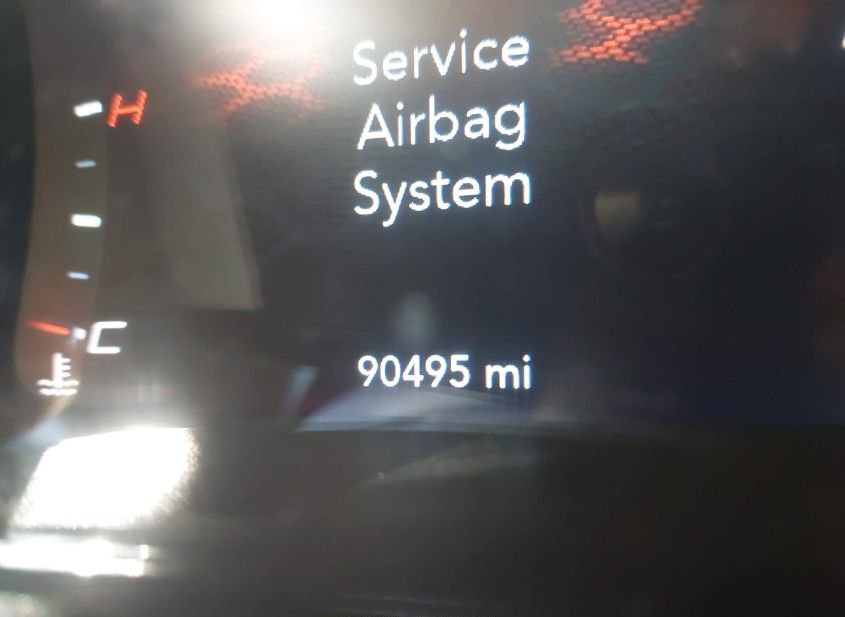 Service
H
Airbag
System
C
90495 mi